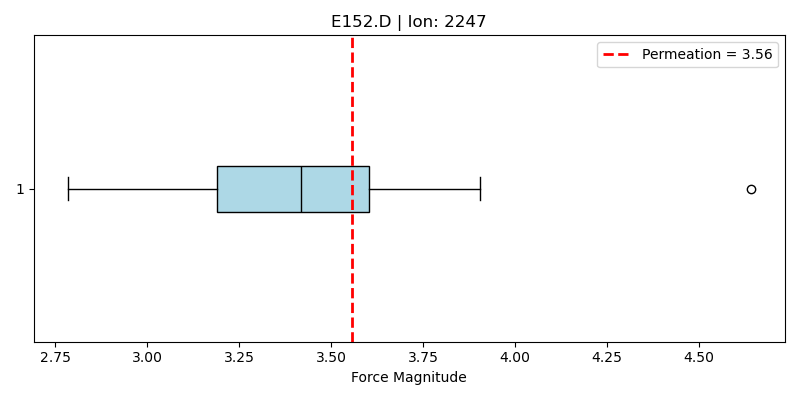 E152.D | Ion: 2247
Permeation = 3.56
1
2.75 3.00 3.25 3.50 3.75 4.00 4.25 4.50
Force Magnitude